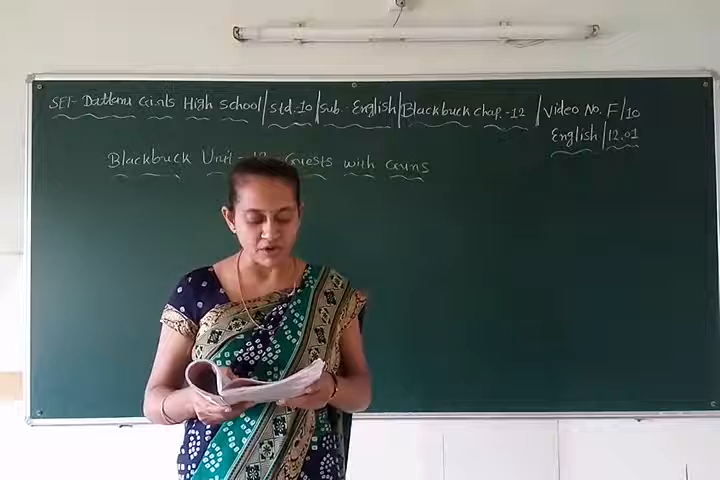 SET- Dattani Girls High School/Std.10/Sub.-English/Blackbuck chap.-12/Video No. F/10
English/12.01
Blackbuck Unit Guests with Guns